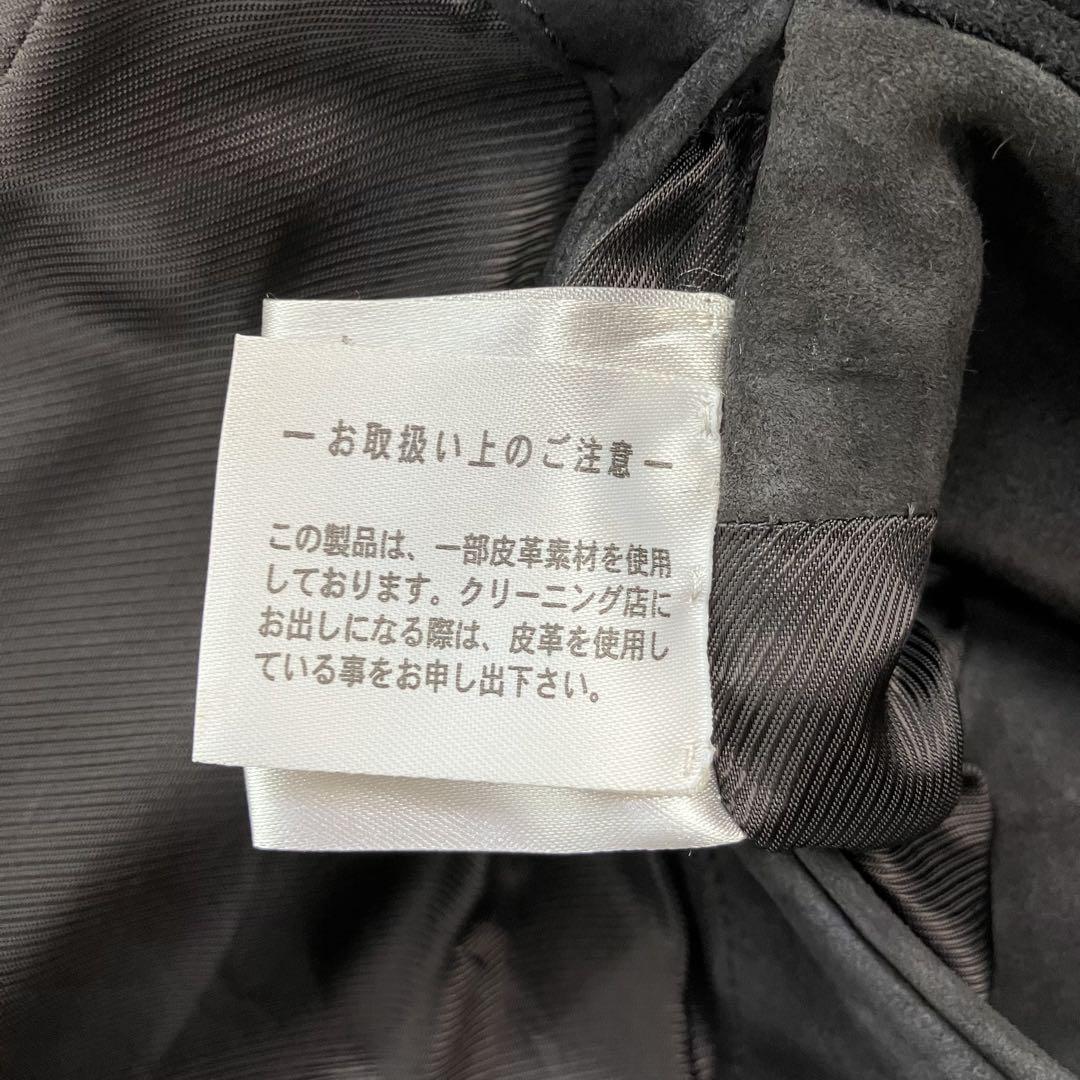 ーお取扱い上のご注意ー
この製品は、一部皮革素材を使用
しております。クリーニング店に
お出しになる際は、皮革を使用し
ている事をお申し出下さい。